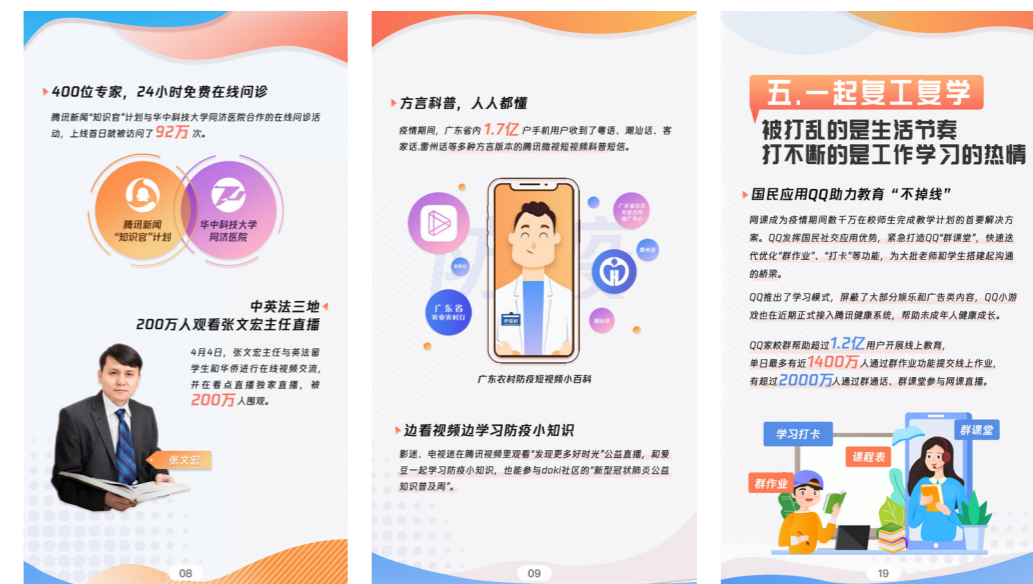 400位专家，24小时免费在线问诊
腾讯新闻“知识官”计划与华中科技大学同济医院合作的在线问诊活
动，上线首日就被访问了 92万 次。
腾讯新闻
“知识官”计划
华中科技大学
同济医院
中英法三地
200万人观看张文宏主任直播
4月4日，张文宏主任与英法留
学生和华侨进行在线视频交流，
并在看点直播独家直播，被
200万 人围观。
张文宏
08
方言科普，人人都懂
疫情期间，广东省内 1.7亿 户手机用户收到了粤语、潮汕话、客
家话.雷州话等多种方言版本的腾讯微视短视频科普短信。
防疫
广东省农民
专业合作
推广中心
雷州话
广东省
农业农村厅
潮汕话
呼吸科
广东农村防疫短视频小百科
边看视频边学习防疫小知识
影迷、电视迷在腾讯视频里观看“发现更多好时光”公益直播，和爱
豆一起学习防疫小知识，也能参与doki社区的“新型冠状肺炎公益
知识普及周”。
09
五.一起复工复学
被打乱的是生活节奏
打不断的是工作学习的热情
国民应用QQ助力教育“不掉线”
网课成为疫情期间数千万在校师生完成教学计划的首要解决方
案。QQ发挥国民社交应用优势，紧急打造QQ“群课堂”，快速迭
代优化“群作业”、“打卡”等功能，为大批老师和学生搭建起沟通
的桥梁。
QQ推出了学习模式，屏蔽了大部分娱乐和广告类内容，QQ小游
戏也在近期正式接入腾讯健康系统，帮助未成年人健康成长。
QQ家校群帮助超过1.2亿用户开展线上教育，
单日最多有近1400万人通过群作业功能提交线上作业，
有超过2000万人通过群通话、群课堂参与网课直播。
学习打卡
群课堂
课程表
群作业
19